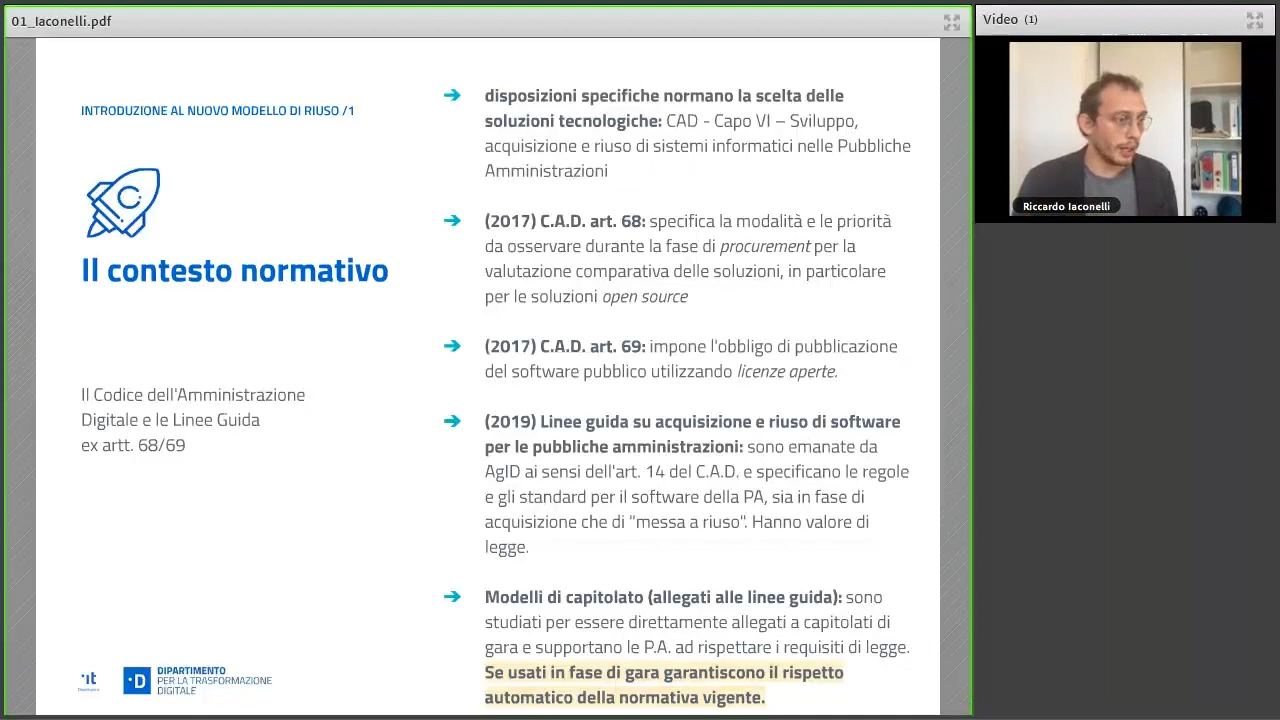 01_Iaconelli.pdf
Video (1)
INTRODUZIONE AL NUOVO MODELLO DI RIUSO /1
Il contesto normativo
Il Codice dell'Amministrazione
Digitale e le Linee Guida
ex artt. 68/69
➔ disposizioni specifiche normano la scelta delle
soluzioni tecnologiche: CAD - Capo VI – Sviluppo,
acquisizione e riuso di sistemi informatici nelle Pubbliche
Amministrazioni
➔ (2017) C.A.D. art. 68: specifica la modalità e le priorità
da osservare durante la fase di procurement per la
valutazione comparativa delle soluzioni, in particolare
per le soluzioni open source
➔ (2017) C.A.D. art. 69: impone l'obbligo di pubblicazione
del software pubblico utilizzando licenze aperte.
➔ (2019) Linee guida su acquisizione e riuso di software
per le pubbliche amministrazioni: sono emanate da
AgID ai sensi dell'art. 14 del C.A.D. e specificano le regole
e gli standard per il software della PA, sia in fase di
acquisizione che di "messa a riuso". Hanno valore di
legge.
➔ Modelli di capitolato (allegati alle linee guida): sono
studiati per essere direttamente allegati a capitolati di
gara e supportano le P.A. ad rispettare i requisiti di legge.
Se usati in fase di gara garantiscono il rispetto
automatico della normativa vigente.
·ıt
·D
DIPARTIMENTO
PER LA TRASFORMAZIONE
DIGITALE
Riccardo Iaconelli